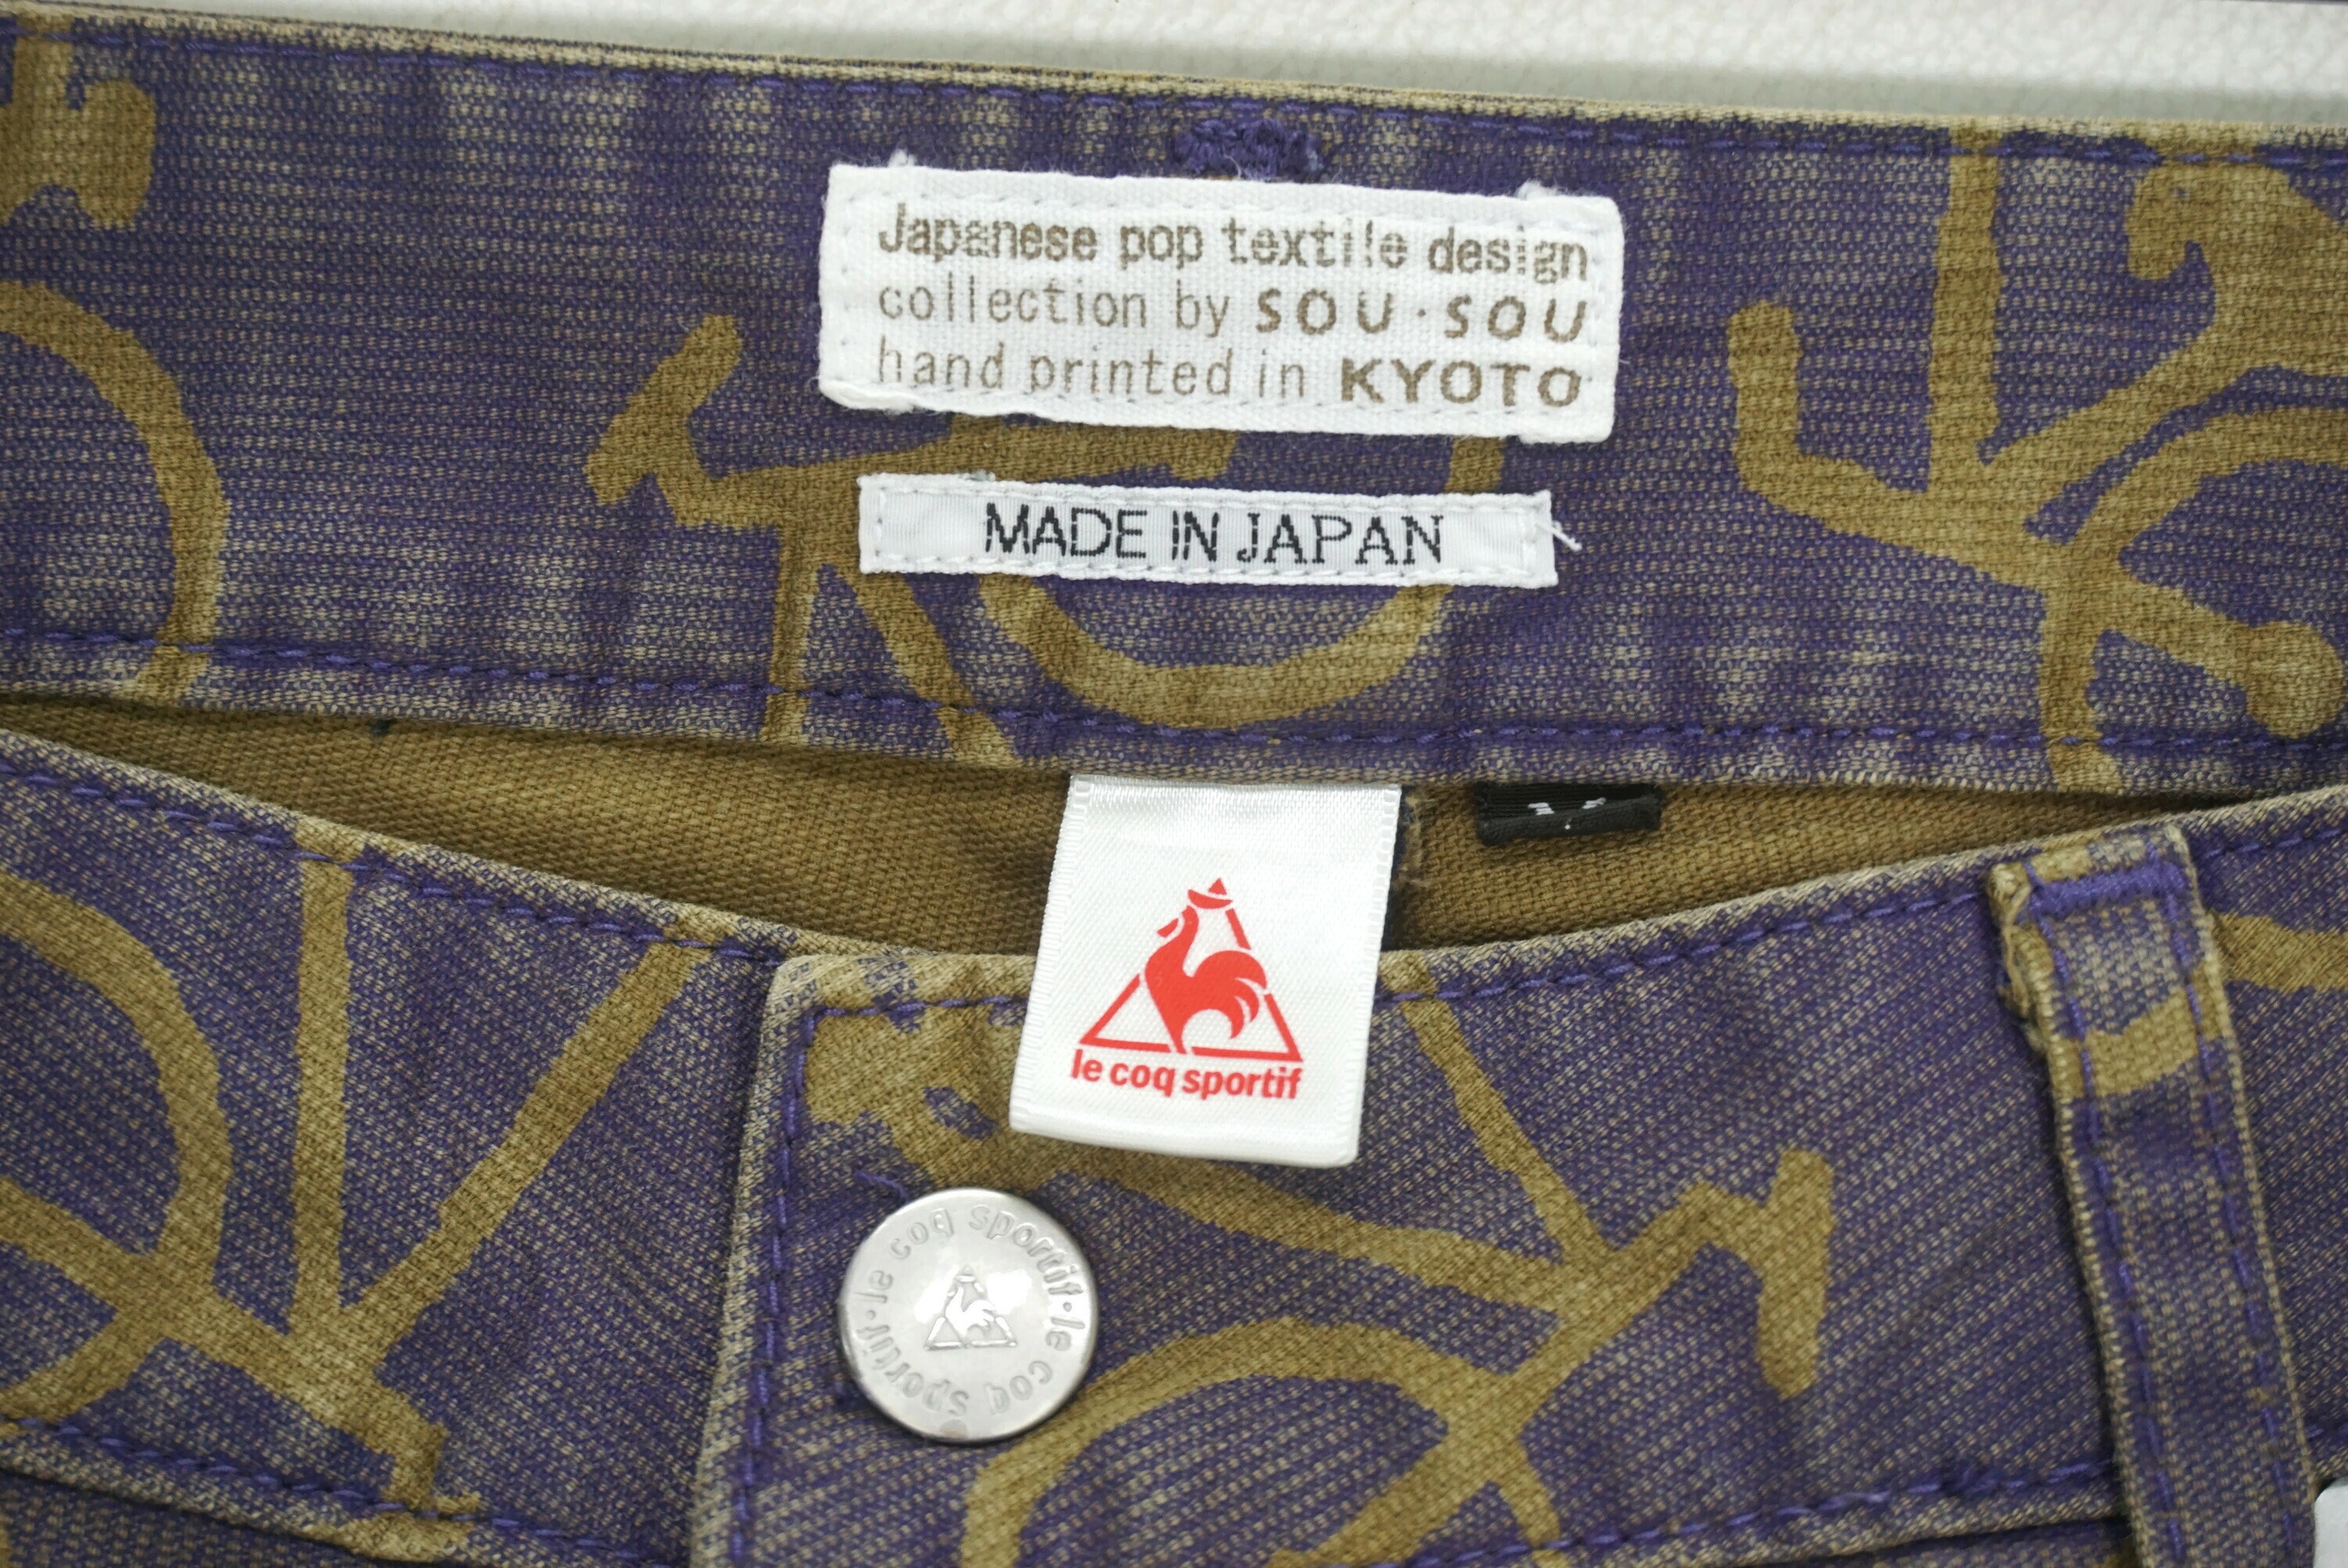 Japanese pop textile design
collection by SOU・SOU
hand printed in KYOTO
MADE IN JAPAN
le coq sportif
le coq sportif・le coq sportif・